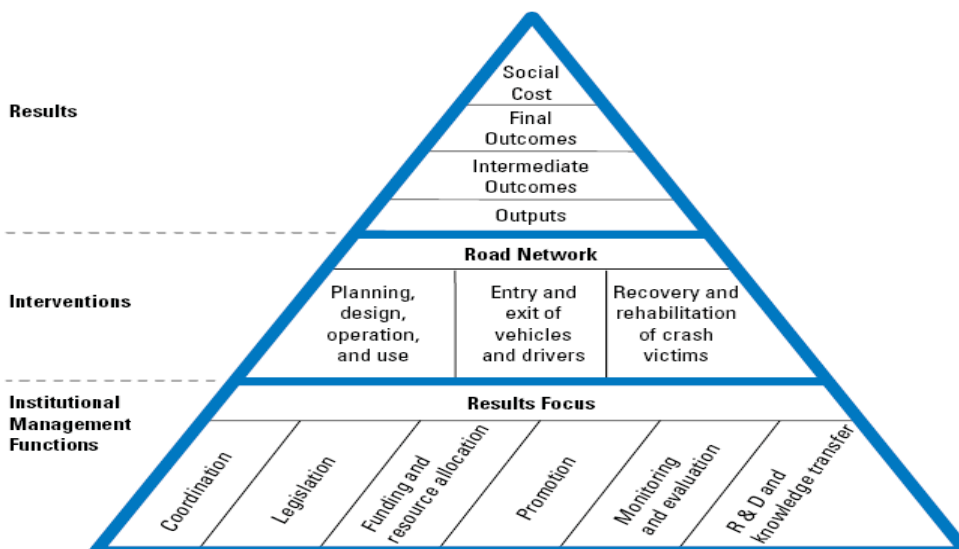 Results
Social
Cost
Final
Outcomes
Intermediate
Outcomes
Outputs
Interventions
Road Network
Planning,
design,
operation,
and use
Entry and
exit of
vehicles
and drivers
Recovery and
rehabilitation
of crash
victims
Institutional
Management
Functions
Results Focus
Coordination
Legislation
Funding and
resource allocation
Promotion
Monitoring
and evaluation
R & D and
knowledge transfer